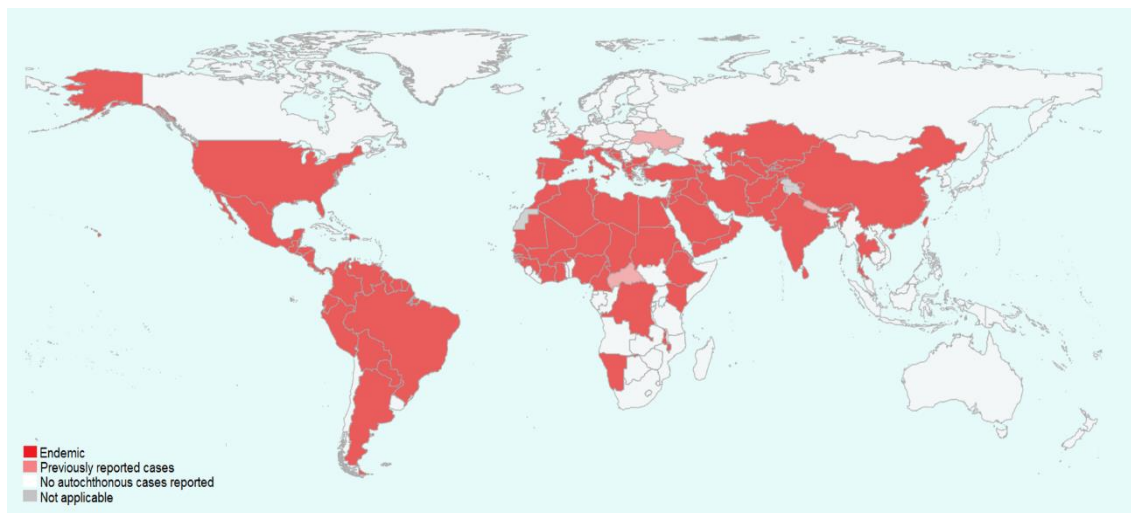 Endemic
Previously reported cases
No autochthonous cases reported
Not applicable